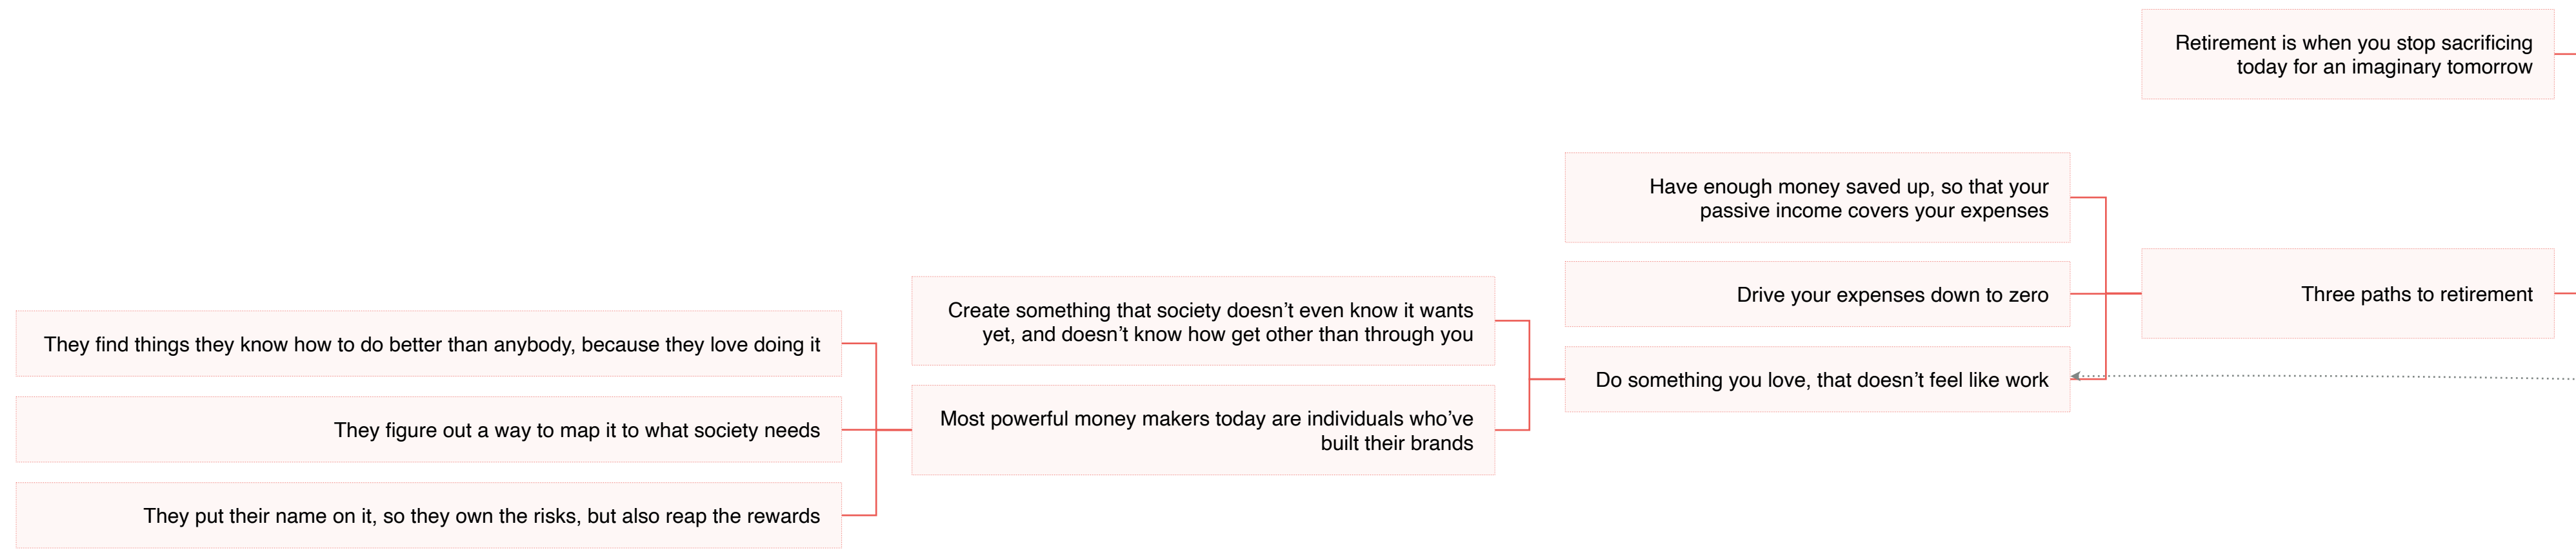 Retirement is when you stop sacrificing
today for an imaginary tomorrow
Three paths to retirement
Have enough money saved up, so that your
passive income covers your expenses
Drive your expenses down to zero
Do something you love, that doesn’t feel like work
Create something that society doesn’t even know it wants
yet, and doesn’t know how get other than through you
Most powerful money makers today are individuals who’ve
built their brands
They find things they know how to do better than anybody, because they love doing it
They figure out a way to map it to what society needs
They put their name on it, so they own the risks, but also reap the rewards